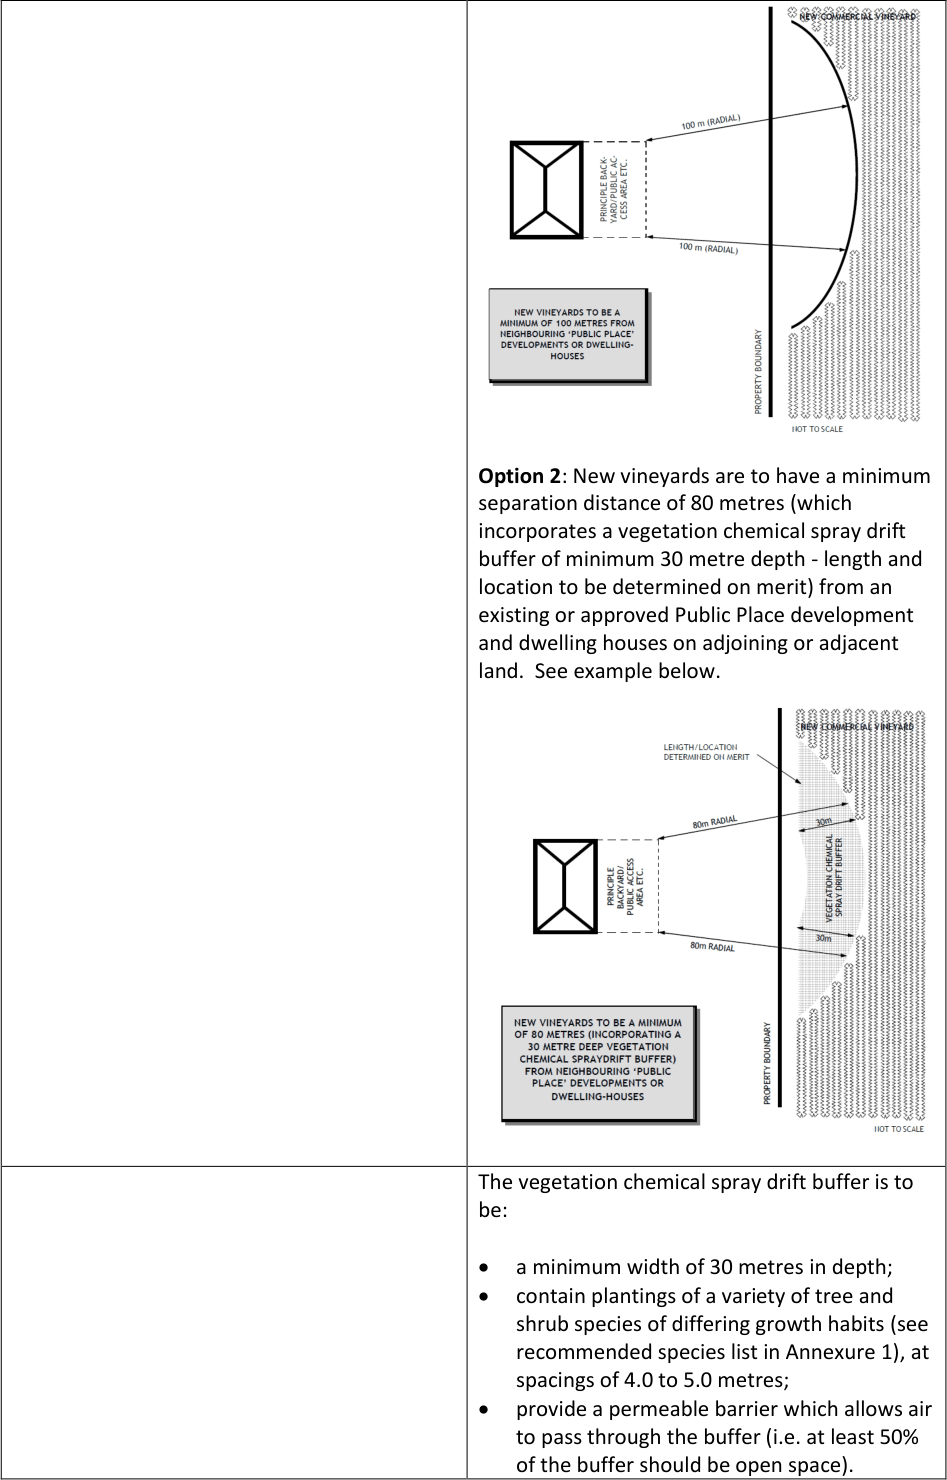 NEW COMMERCIAL VINEYARD
100 m (RADIAL)
PRINCIPLE BACK-
YARD/PUBLIC AC-
CESS AREA ETC.
100 m (RADIAL)
NEW VINEYARDS TO BE A
MINIMUM OF 100 METRES FROM
NEIGHBOURING ‘PUBLIC PLACE’
DEVELOPMENTS OR DWELLING-
HOUSES
PROPERTY BOUNDARY
NOT TO SCALE
Option 2: New vineyards are to have a minimum
separation distance of 80 metres (which
incorporates a vegetation chemical spray drift
buffer of minimum 30 metre depth - length and
location to be determined on merit) from an
existing or approved Public Place development
and dwelling houses on adjoining or adjacent
land.  See example below.
NEW COMMERCIAL VINEYARD
LENGTH/LOCATION
DETERMINED ON MERIT
80m RADIAL
30m
PRINCIPLE
BACKYARD/
PUBLIC ACCESS
AREA ETC.
VEGETATION CHEMICAL
SPRAY DRIFT BUFFER
30m
80m RADIAL
NEW VINEYARDS TO BE A MINIMUM
OF 80 METRES (INCORPORATING A
30 METRE DEEP VEGETATION
CHEMICAL SPRAYDRIFT BUFFER)
FROM NEIGHBOURING ‘PUBLIC
PLACE’ DEVELOPMENTS OR
DWELLING-HOUSES
PROPERTY BOUNDARY
NOT TO SCALE
The vegetation chemical spray drift buffer is to
be:
• a minimum width of 30 metres in depth;
• contain plantings of a variety of tree and
shrub species of differing growth habits (see
recommended species list in Annexure 1), at
spacings of 4.0 to 5.0 metres;
• provide a permeable barrier which allows air
to pass through the buffer (i.e. at least 50%
of the buffer should be open space).